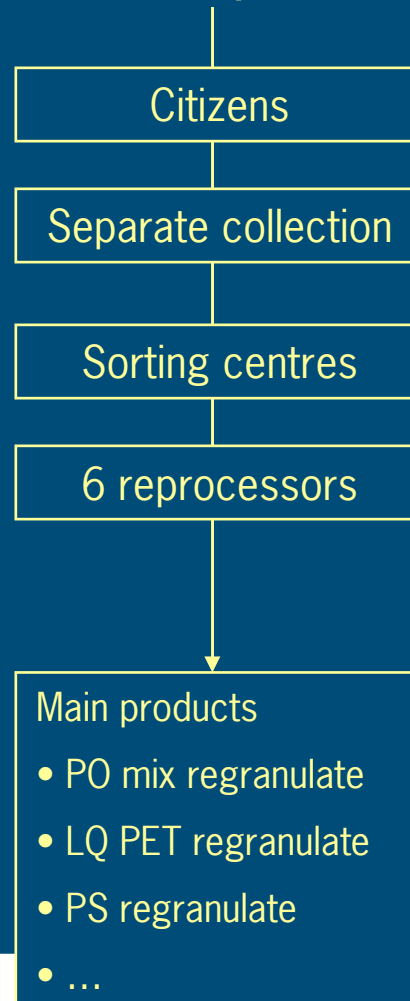 Citizens
Separate collection
Sorting centres
6 reprocessors
Main products
• PO mix regranulate
• LQ PET regranulate
• PS regranulate
• ...